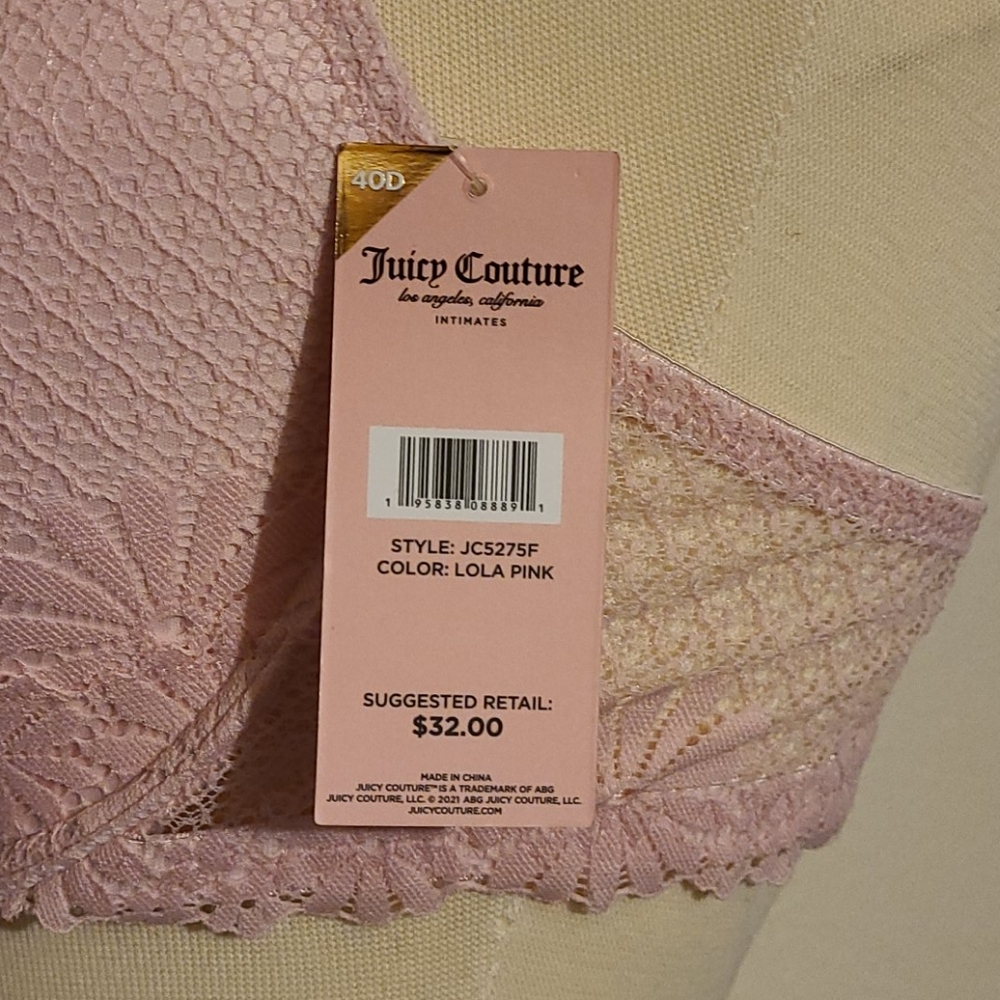 40D
Juicy Couture
los angeles, california
INTIMATES
1 95838 08889 1
STYLE: JC5275F
COLOR: LOLA PINK
SUGGESTED RETAIL:
$32.00
MADE IN CHINA
JUICY COUTURE™ IS A TRADEMARK OF ABG
JUICY COUTURE, LLC. © 2021 ABG JUICY COUTURE, LLC.
JUICYCOUTURE.COM